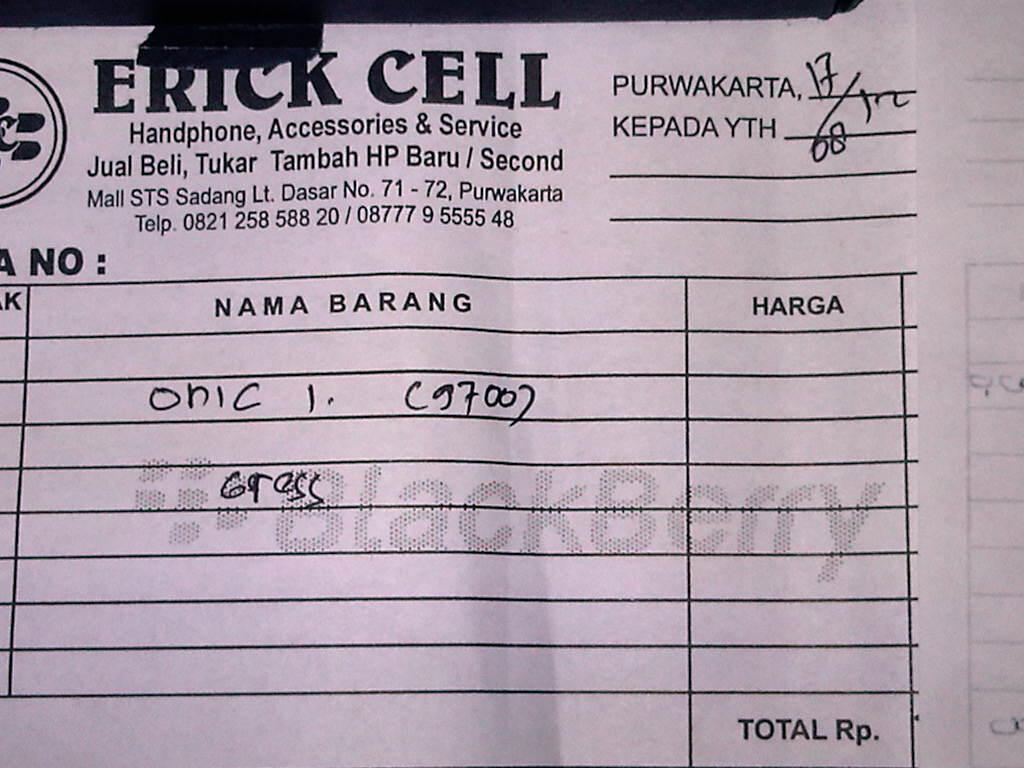 ERICK CELL
Handphone, Accessories & Service
Jual Beli, Tukar Tambah HP Baru / Second
Mall STS Sadang Lt. Dasar No. 71 - 72, Purwakarta
Telp. 0821 258 588 20 / 08777 9 5555 48
PURWAKARTA, 17/
08
KEPADA YTH
A NO :
AK NAMA BARANG HARGA
onic 1. (9700)
Gress
BlackBerry
TOTAL Rp.